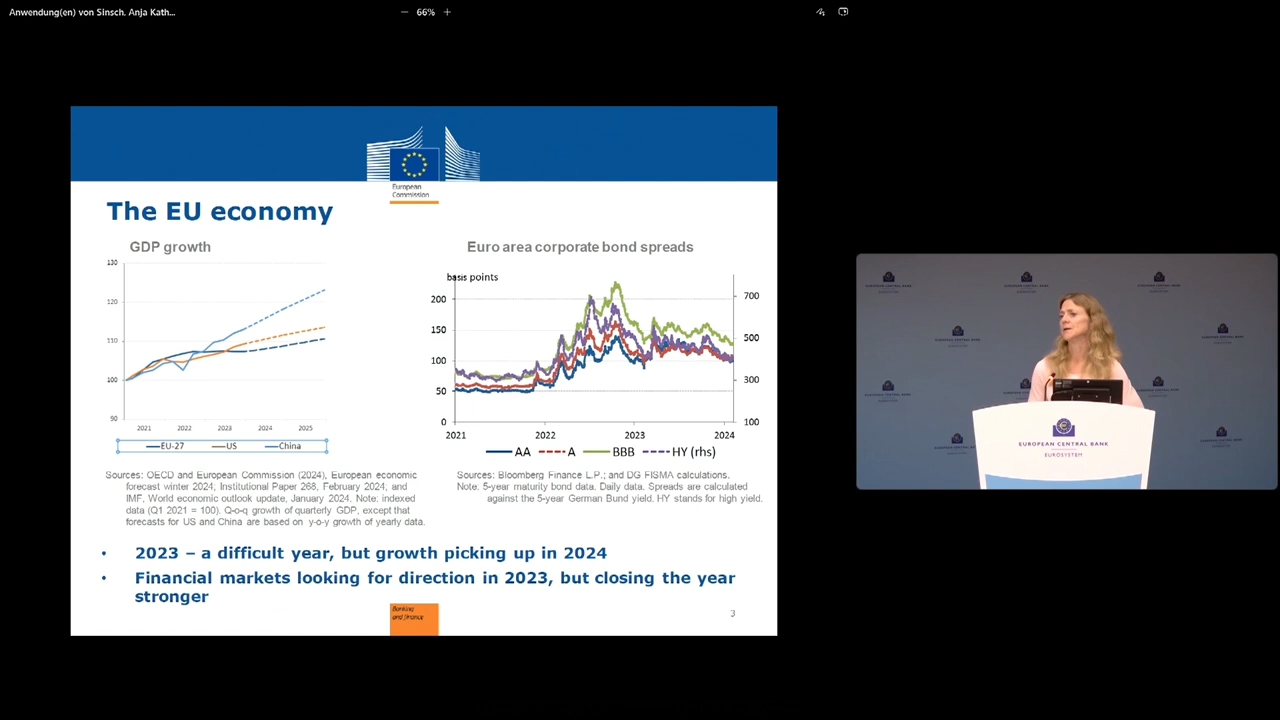 Anwendung(en) von Sinsch, Anja Kath...
66%
European
Commission
The EU economy
GDP growth
130
120
110
100
90
2021 2022 2023 2024 2025
EU-27 US China
Sources: OECD and European Commission (2024), European economic
forecast winter 2024, Institutional Paper 268, February 2024, and
IMF, World economic outlook update, January 2024. Note: indexed
data (Q1 2021 = 100). Q-o-q growth of quarterly GDP, except that
forecasts for US and China are based on y-o-y growth of yearly data.
Euro area corporate bond spreads
basis points
200
150
100
50
0
700
500
300
100
2021 2022 2023 2024
AA A BBB HY (rhs)
Sources: Bloomberg Finance L.P.; and DG FISMA calculations.
Note. 5-year maturity bond data. Daily data. Spreads are calculated
against the 5-year German Bund yield. HY stands for high yield.
• 2023 – a difficult year, but growth picking up in 2024
• Financial markets looking for direction in 2023, but closing the year
stronger
Banking
and finance
3
EUROPEAN CENTRAL BANK
EUROSYSTEM